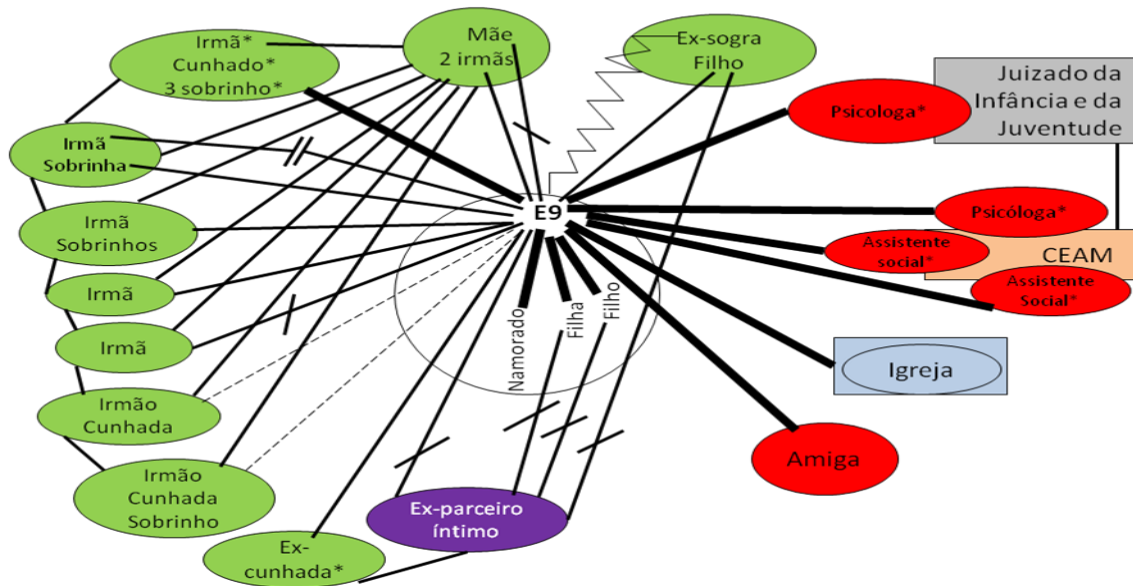 Irmã*
Cunhado*
3 sobrinho*
Mãe
2 irmãs
Ex-sogra
Filho
Psicologa*
Juizado da
Infância e da
Juventude
Irmã
Sobrinha
E9
Psicóloga*
Irmã
Sobrinhos
Assistente
social*
CEAM
Assistente
Social*
Irmã
Namorado
Filha
Filho
Irmã
Igreja
Irmão
Cunhada
Amiga
Irmão
Cunhada
Sobrinho
Ex-parceiro
íntimo
Ex-
cunhada*